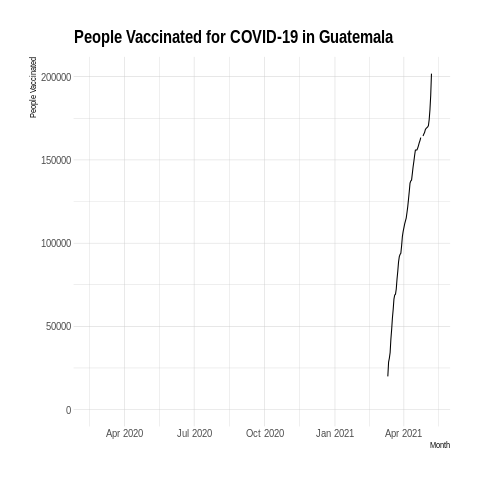 People Vaccinated for COVID-19 in Guatemala
People Vaccinated
200000
150000
100000
50000
0
Apr 2020 Jul 2020 Oct 2020 Jan 2021 Apr 2021
Month